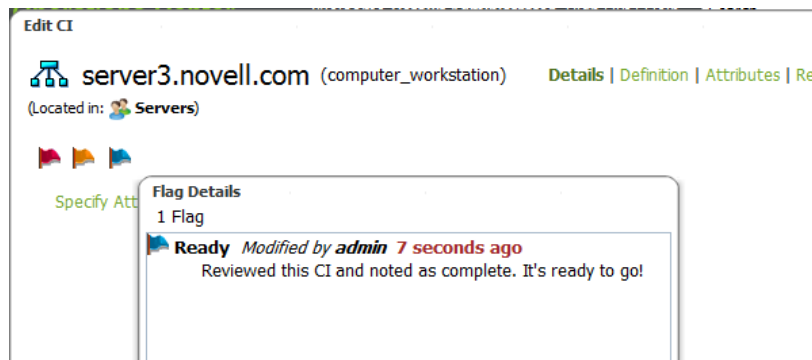 Edit CI
server3.novell.com (computer_workstation) Details | Definition | Attributes | Re
(Located in: Servers)
Specify Att
Flag Details
1 Flag
Ready Modified by admin 7 seconds ago
Reviewed this CI and noted as complete. It's ready to go!